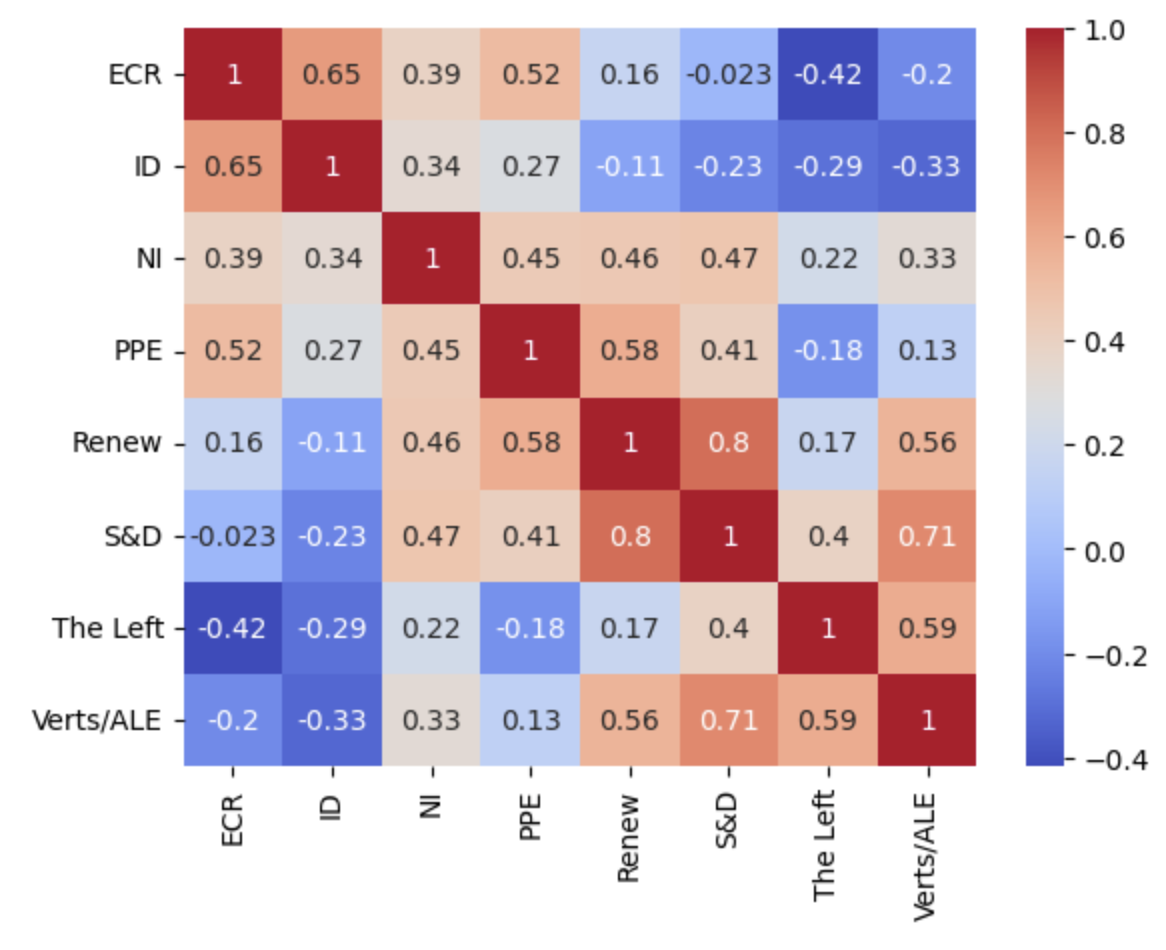 ECR 1 0.65 0.39 0.52 0.16 -0.023 -0.42 -0.2
ID 0.65 1 0.34 0.27 -0.11 -0.23 -0.29 -0.33
NI 0.39 0.34 1 0.45 0.46 0.47 0.22 0.33
PPE 0.52 0.27 0.45 1 0.58 0.41 -0.18 0.13
Renew 0.16 -0.11 0.46 0.58 1 0.8 0.17 0.56
S&D -0.023 -0.23 0.47 0.41 0.8 1 0.4 0.71
The Left -0.42 -0.29 0.22 -0.18 0.17 0.4 1 0.59
Verts/ALE -0.2 -0.33 0.33 0.13 0.56 0.71 0.59 1
ECR
ID
NI
PPE
Renew
S&D
The Left
Verts/ALE
1.0
0.8
0.6
0.4
0.2
0.0
−0.2
−0.4